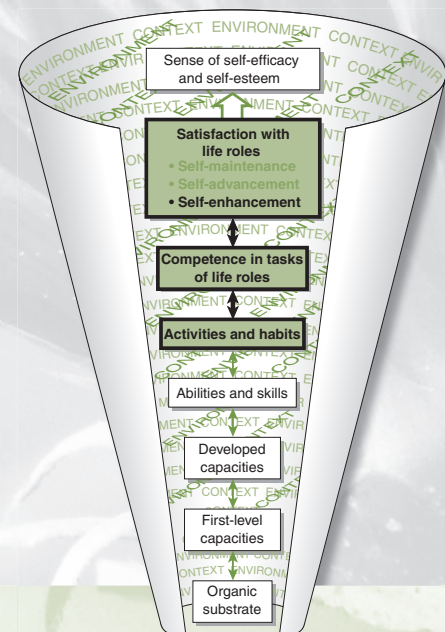 ENVIRONMENT CONTEXT ENVIRONMENT CONTEXT ENVIRONMENT CONTEXT
Sense of self-efficacy
and self-esteem
Satisfaction with
life roles
• Self-maintenance
• Self-advancement
• Self-enhancement
Competence in tasks
of life roles
Activities and habits
Abilities and skills
Developed
capacities
First-level
capacities
Organic
substrate